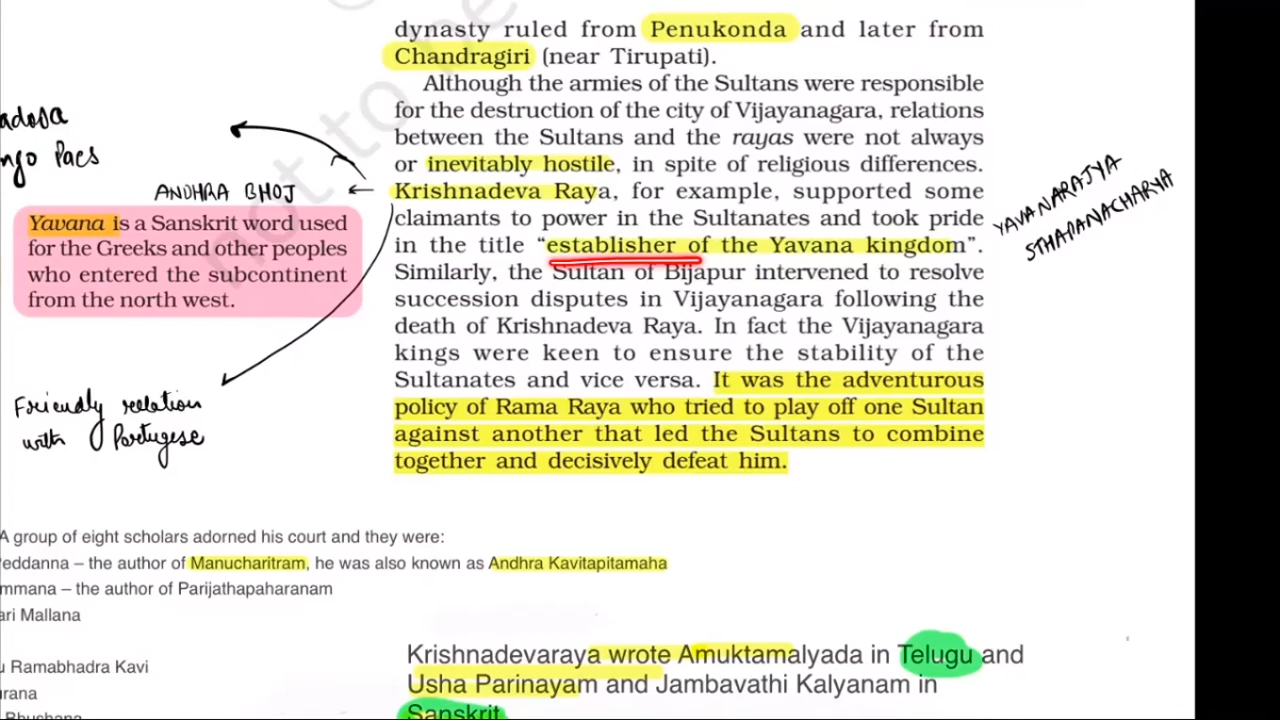 dynasty ruled from Penukonda and later from
Chandragiri (near Tirupati).
Although the armies of the Sultans were responsible
for the destruction of the city of Vijayanagara, relations
between the Sultans and the rayas were not always
or inevitably hostile, in spite of religious differences.
Krishnadeva Raya, for example, supported some
claimants to power in the Sultanates and took pride
in the title “establisher of the Yavana kingdom”.
Similarly, the Sultan of Bijapur intervened to resolve
succession disputes in Vijayanagara following the
death of Krishnadeva Raya. In fact the Vijayanagara
kings were keen to ensure the stability of the
Sultanates and vice versa. It was the adventurous
policy of Rama Raya who tried to play off one Sultan
against another that led the Sultans to combine
together and decisively defeat him.
Paes
ANDHRA BHOJ
Yavana is a Sanskrit word used
for the Greeks and other peoples
who entered the subcontinent
from the north west.
Friendly relation
with Portugese
YAVANARAJYA
STHAPANACHARYA
not to be
A group of eight scholars adorned his court and they were:
eddanna – the author of Manucharitram, he was also known as Andhra Kavitapitamaha
mmana – the author of Parijathapaharanam
ari Mallana
u Ramabhadra Kavi
urana
Bhushana
Krishnadevaraya wrote Amuktamalyada in Telugu and
Usha Parinayam and Jambavathi Kalyanam in
Sanskrit